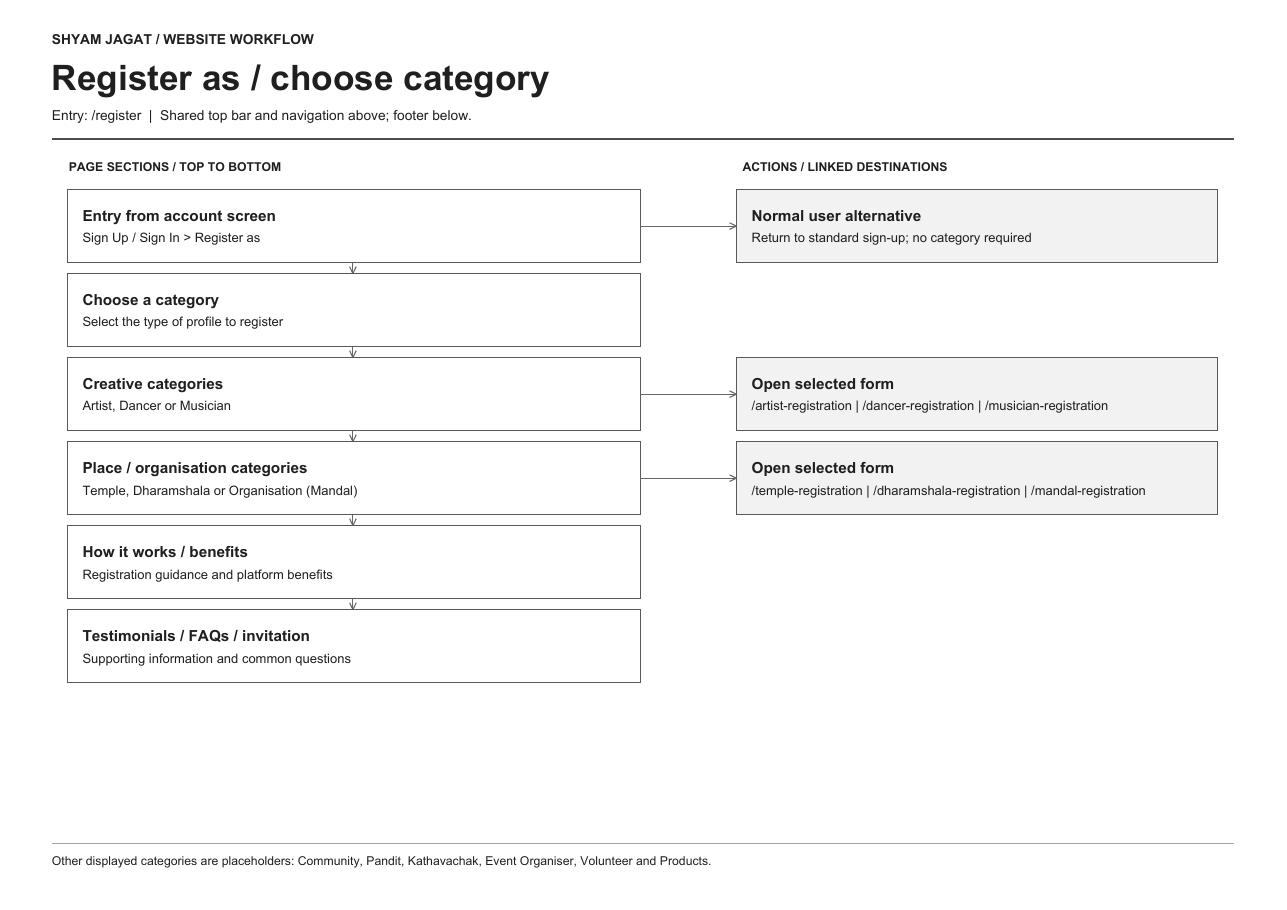 SHYAM JAGAT / WEBSITE WORKFLOW
Register as / choose category
Entry: /register | Shared top bar and navigation above; footer below.
PAGE SECTIONS / TOP TO BOTTOM
ACTIONS / LINKED DESTINATIONS
Entry from account screen
Sign Up / Sign In > Register as
Normal user alternative
Return to standard sign-up; no category required
Choose a category
Select the type of profile to register
Creative categories
Artist, Dancer or Musician
Open selected form
/artist-registration | /dancer-registration | /musician-registration
Place / organisation categories
Temple, Dharamshala or Organisation (Mandal)
Open selected form
/temple-registration | /dharamshala-registration | /mandal-registration
How it works / benefits
Registration guidance and platform benefits
Testimonials / FAQs / invitation
Supporting information and common questions
Other displayed categories are placeholders: Community, Pandit, Kathavachak, Event Organiser, Volunteer and Products.